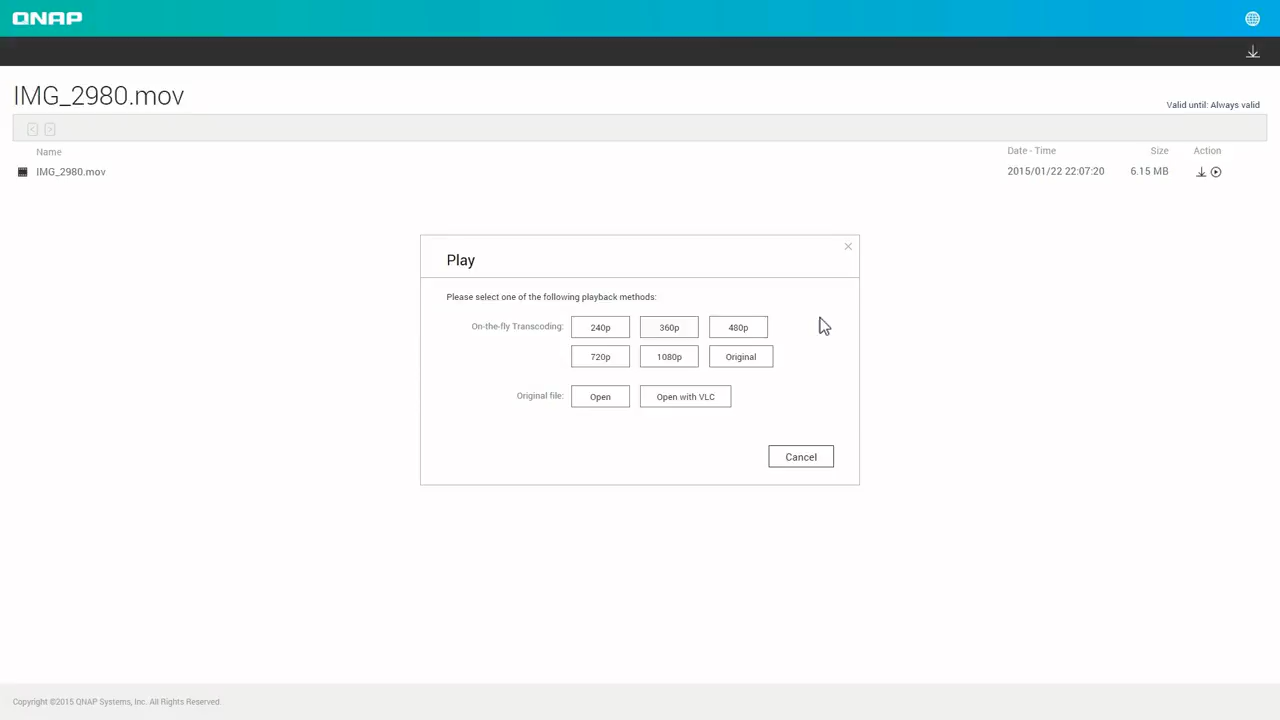 QNAP
IMG_2980.mov
Valid until: Always valid
Name Date - Time Size Action
IMG_2980.mov 2015/01/22 22:07:20 6.15 MB
Play
Please select one of the following playback methods:
On-the-fly Transcoding: 240p 360p 480p
720p 1080p Original
Original file: Open Open with VLC
Cancel
Copyright ©2015 QNAP Systems, Inc. All Rights Reserved.